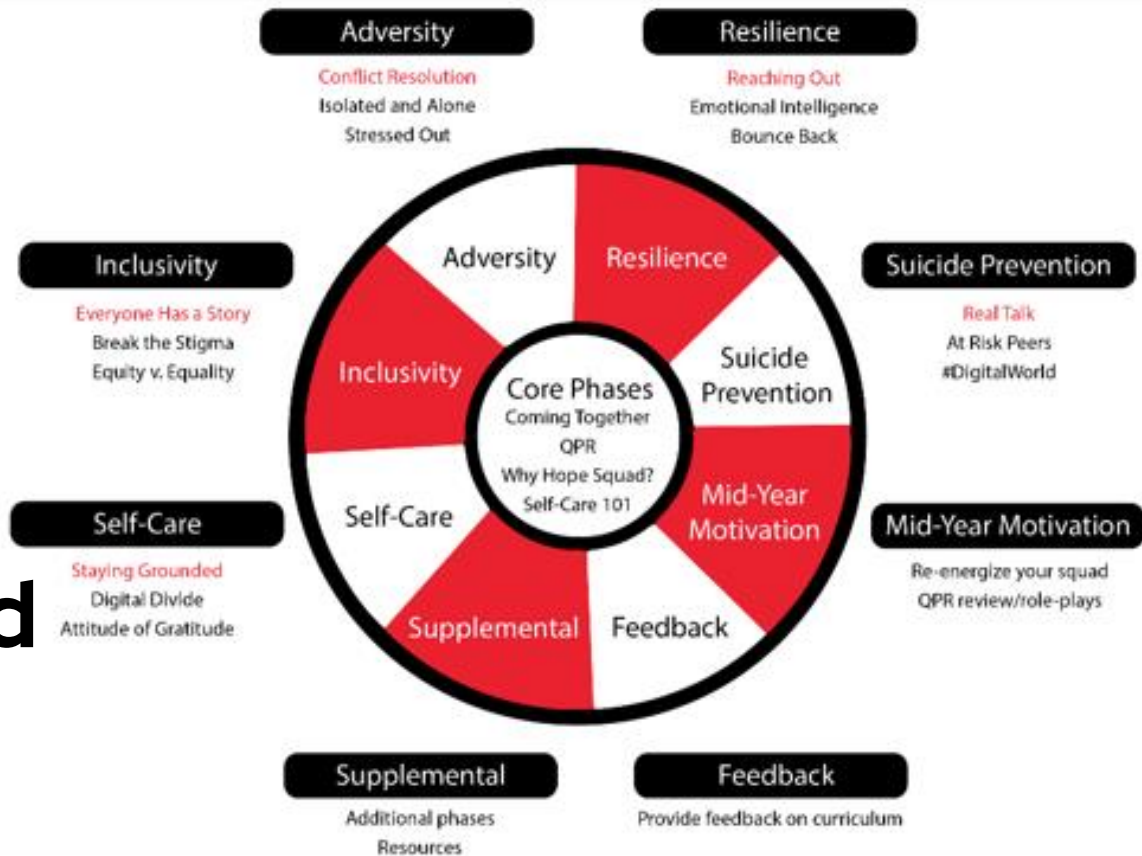 Adversity
Conflict Resolution
Isolated and Alone
Stressed Out
Resilience
Reaching Out
Emotional Intelligence
Bounce Back
Inclusivity
Everyone Has a Story
Break the Stigma
Equity v. Equality
Suicide Prevention
Real Talk
At Risk Peers
#DigitalWorld
Self-Care
Staying Grounded
Digital Divide
Attitude of Gratitude
d
Mid-Year Motivation
Re-energize your squad
QPR review/role-plays
Adversity
Resilience
Inclusivity
Suicide
Prevention
Core Phases
Coming Together
QPR
Why Hope Squad?
Self-Care 101
Self-Care
Mid-Year
Motivation
Supplemental
Feedback
Supplemental
Additional phases
Resources
Feedback
Provide feedback on curriculum